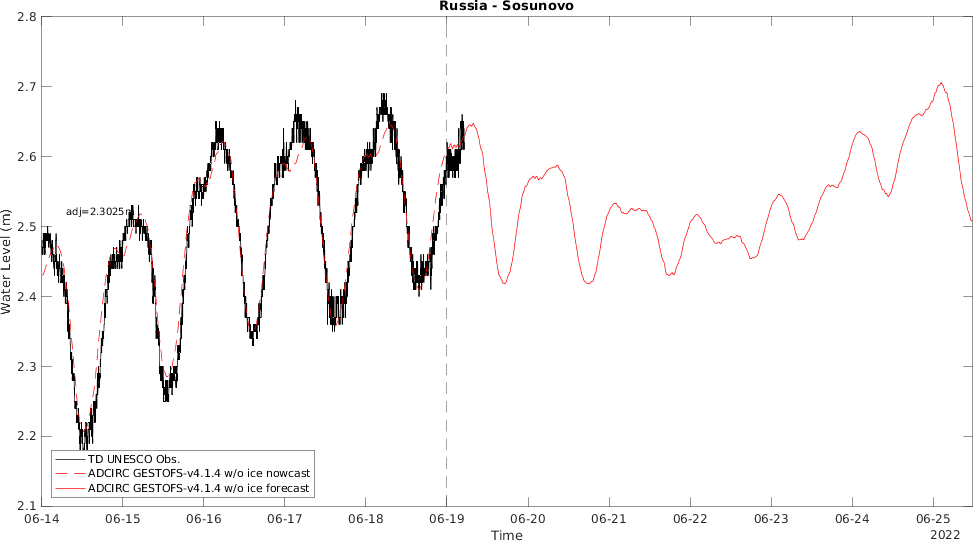 Russia - Sosunovo
2.8
2.7
2.6
2.5
2.4
2.3
2.2
2.1
Water Level (m)
adj=2.3025m
TD UNESCO Obs.
ADCIRC GESTOFS-v4.1.4 w/o ice nowcast
ADCIRC GESTOFS-v4.1.4 w/o ice forecast
06-14 06-15 06-16 06-17 06-18 06-19 06-20 06-21 06-22 06-23 06-24 06-25
2022
Time